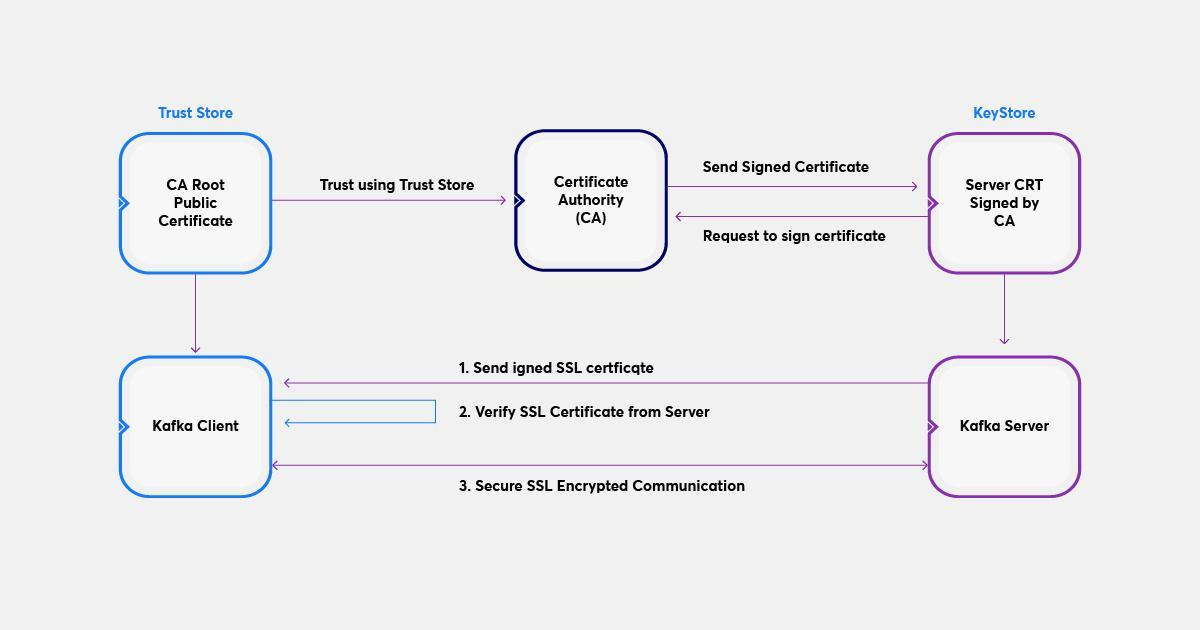 Trust Store
KeyStore
CA Root
Public
Certificate
Trust using Trust Store
Certificate
Authority
(CA)
Send Signed Certificate
Request to sign certificate
Server CRT
Signed by
CA
1. Send igned SSL certficqte
2. Verify SSL Certificate from Server
Kafka Client
Kafka Server
3. Secure SSL Encrypted Communication